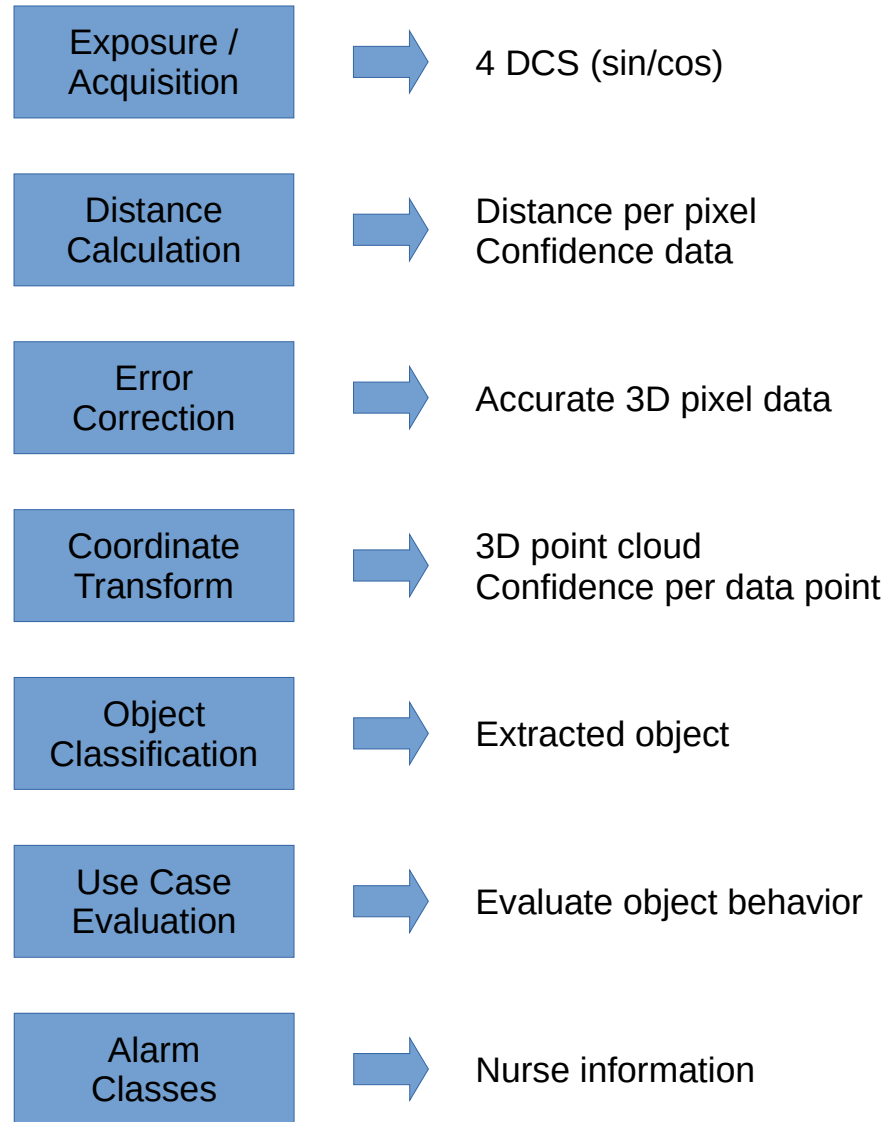 Exposure /
Acquisition
4 DCS (sin/cos)
Distance
Calculation
Distance per pixel
Confidence data
Error
Correction
Accurate 3D pixel data
Coordinate
Transform
3D point cloud
Confidence per data point
Object
Classification
Extracted object
Use Case
Evaluation
Evaluate object behavior
Alarm
Classes
Nurse information